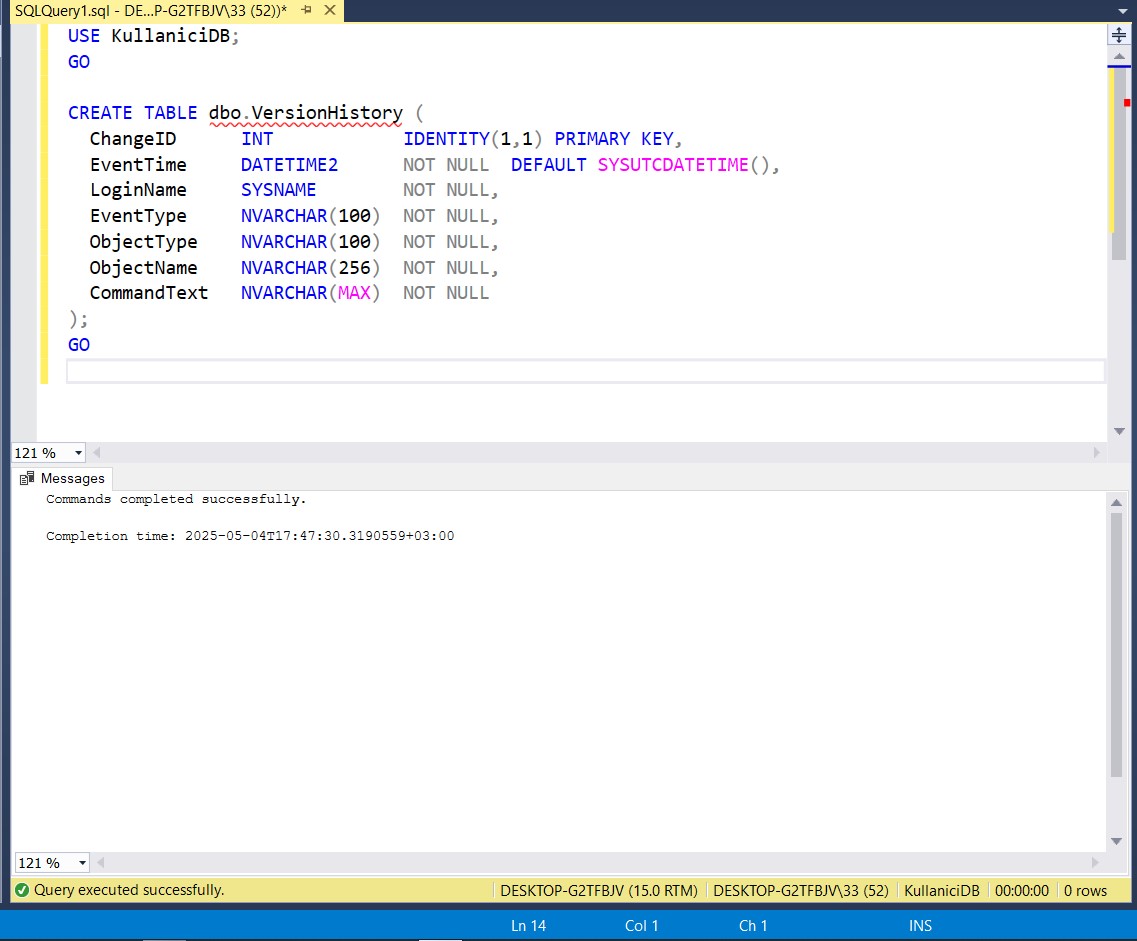 SQLQuery1.sql - DE...P-G2TFBJV\33 (52))*
USE KullaniciDB;
GO
CREATE TABLE dbo.VersionHistory (
ChangeID INT IDENTITY(1,1) PRIMARY KEY,
EventTime DATETIME2 NOT NULL DEFAULT SYSUTCDATETIME(),
LoginName SYSNAME NOT NULL,
EventType NVARCHAR(100) NOT NULL,
ObjectType NVARCHAR(100) NOT NULL,
ObjectName NVARCHAR(256) NOT NULL,
CommandText NVARCHAR(MAX) NOT NULL
);
GO
121 %
Messages
Commands completed successfully.
Completion time: 2025-05-04T17:47:30.3190559+03:00
121 %
Query executed successfully. DESKTOP-G2TFBJV (15.0 RTM) DESKTOP-G2TFBJV\33 (52) KullaniciDB 00:00:00 0 rows
Ln 14 Col 1 Ch 1 INS